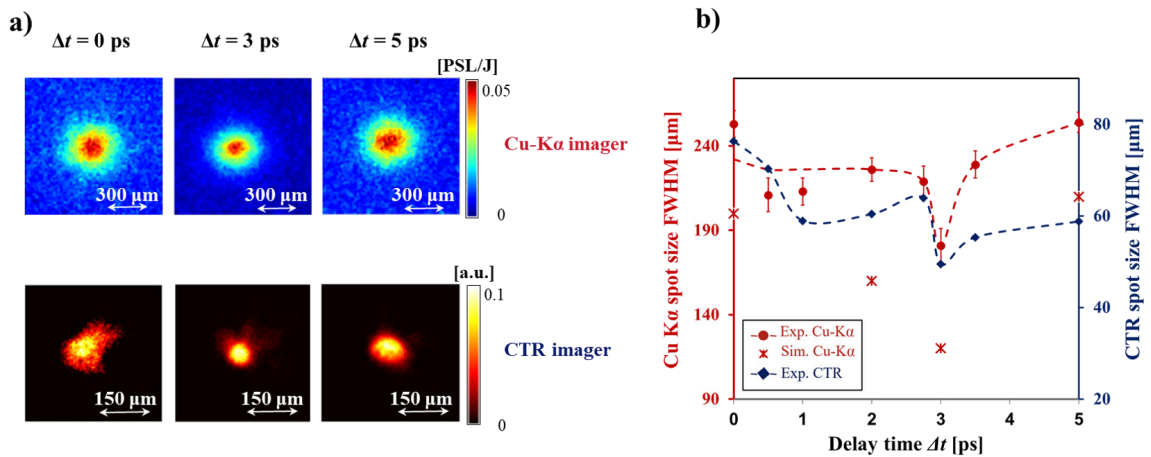 a)
Δt = 0 ps
Δt = 3 ps
Δt = 5 ps
[PSL/J]
0.05
Cu-Kα imager
300 μm
300 μm
300 μm
0
[a.u.]
0.1
CTR imager
150 μm
150 μm
150 μm
0
b)
Cu Kα spot size FWHM [μm]
240
190
140
90
Exp. Cu-Kα
Sim. Cu-Kα
Exp. CTR
0
1
2
3
4
5
Delay time Δt [ps]
80
60
40
20
CTR spot size FWHM [μm]